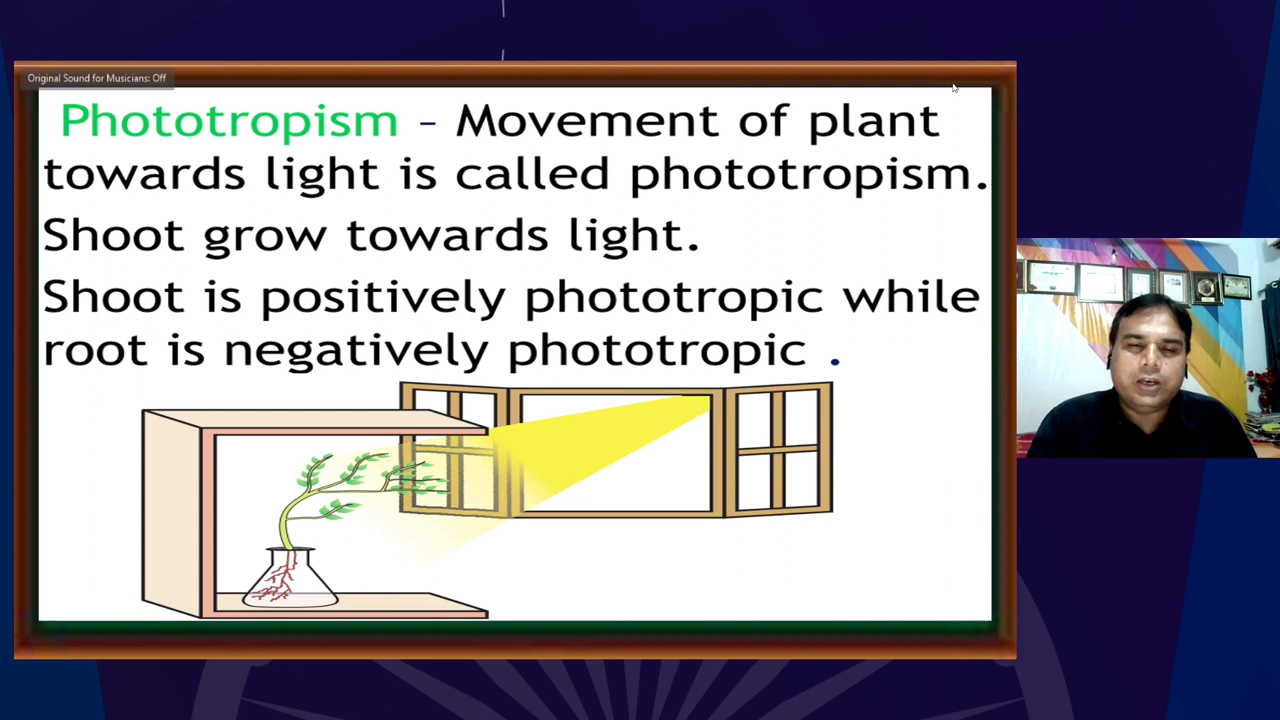 Original Sound for Musicians: Off
Phototropism – Movement of plant
towards light is called phototropism.
Shoot grow towards light.
Shoot is positively phototropic while
root is negatively phototropic .